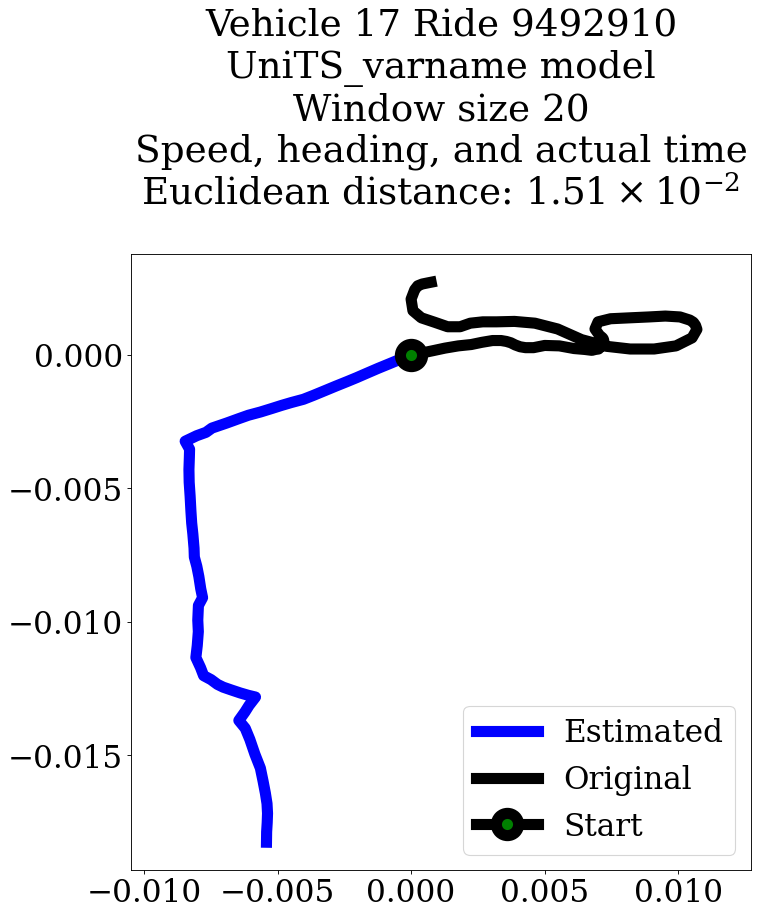 Vehicle 17 Ride 9492910
UniTS_varname model
Window size 20
Speed, heading, and actual time
Euclidean distance: 1.51 × 10⁻²
0.000
−0.005
−0.010
−0.015
Estimated
Original
Start
−0.010 −0.005 0.000 0.005 0.010